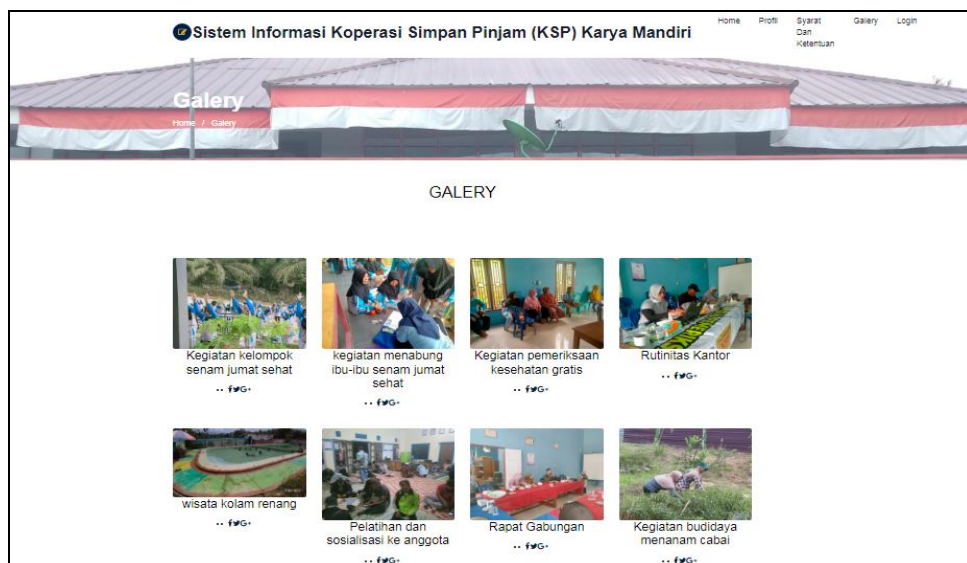 Sistem Informasi Koperasi Simpan Pinjam (KSP) Karya Mandiri
Home
Profil
Syarat
Dan
Ketentuan
Galery
Login
Galery
Home / Galery
GALERY
Kegiatan kelompok
senam jumat sehat
kegiatan menabung
ibu-ibu senam jumat
sehat
Kegiatan pemeriksaan
kesehatan gratis
Rutinitas Kantor
wisata kolam renang
Pelatihan dan
sosialisasi ke anggota
Rapat Gabungan
Kegiatan budidaya
menanam cabai